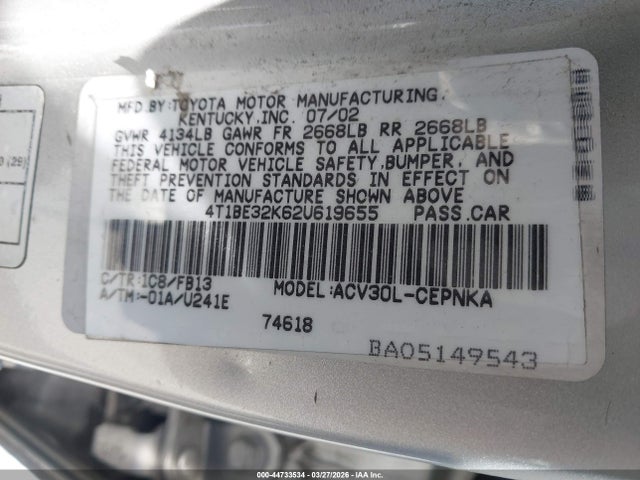 MFD.BY:TOYOTA MOTOR MANUFACTURING,
KENTUCKY,INC. 07/02
GVWR 4134LB GAWR FR 2668LB RR 2668LB
THIS VEHICLE CONFORMS TO ALL APPLICABLE
FEDERAL MOTOR VEHICLE SAFETY,BUMPER, AND
THEFT PREVENTION STANDARDS IN EFFECT ON
THE DATE OF MANUFACTURE SHOWN ABOVE
4T1BE32K62U619655 PASS.CAR
C/TR:1C8/FB13
A/TM:-01A/U241E
MODEL:ACV30L-CEPNKA
74618
BA05149543
000-44733534 - 03/27/2026 - IAAI.COM